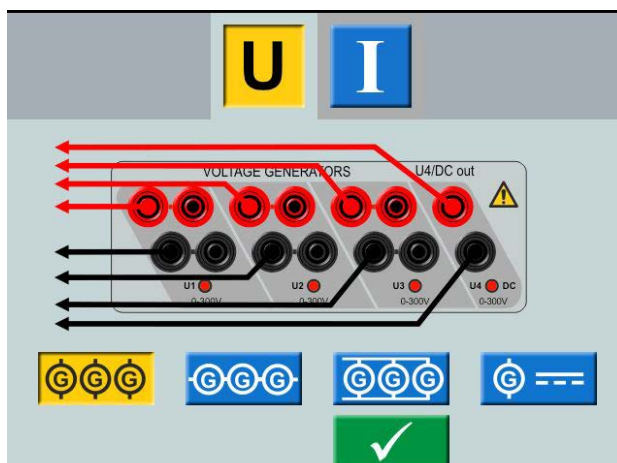 U I
VOLTAGE GENERATORS U4/DC out
U1 U2 U3 U4 DC
0-300V 0-300V 0-300V 0-300V
G G G G G G G G G G